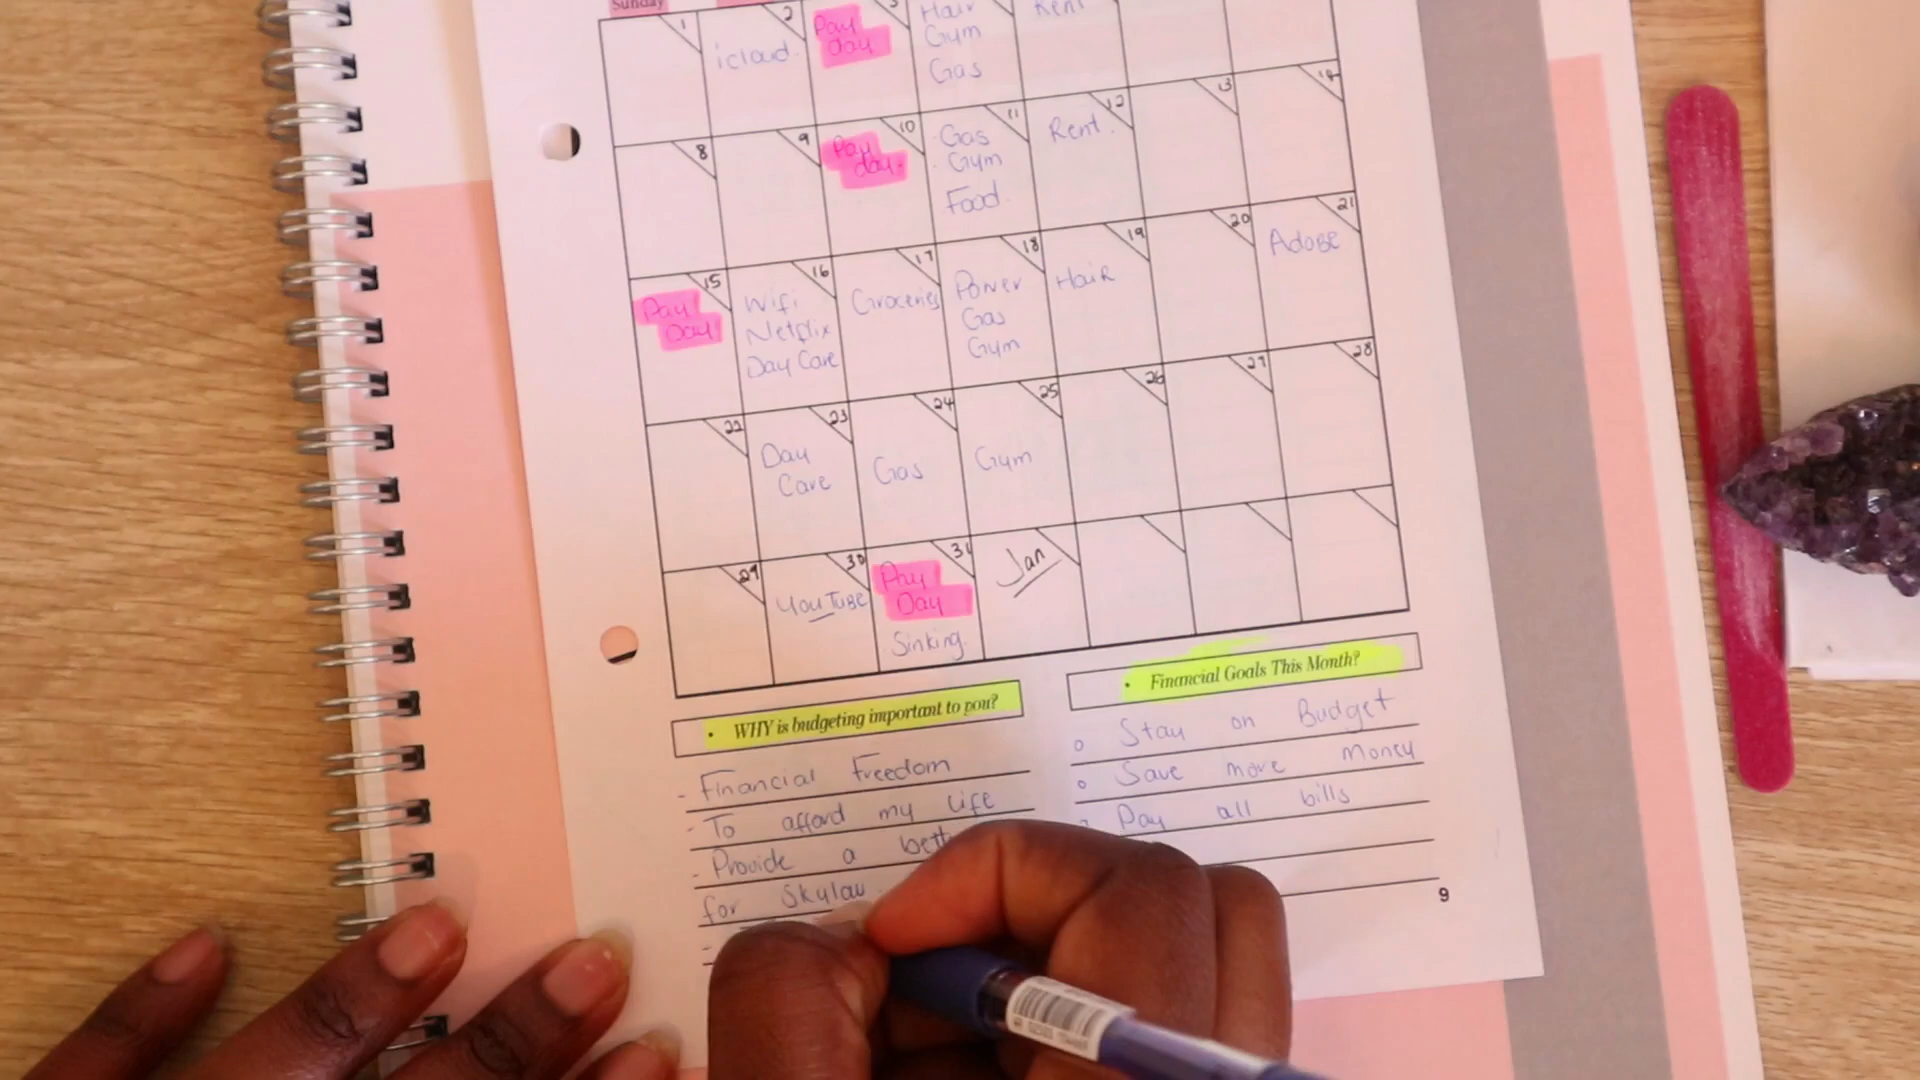 Sunday
1
2
icloud.
Pay
day
3
Hair
Gym
Gas
Rent
8
9
10
Pay
day.
11
Gas
Gym
Food.
12
Rent.
13
14
15
Pay
Day
16
Wifi
Netflix
Day Care
17
Groceries
18
Power
Gas
Gym
19
Hair
20
21
Adobe
22
23
Day
Care
24
Gas
25
Gym
26
27
28
29
30
YouTube
31
Pay
Day
Sinking.
Jan
• WHY is budgeting important to you?
- Financial Freedom
- To afford my life
- Provide a
for
• Financial Goals This Month?
o Stay on Budget
o Save more money
Pay all bills
9